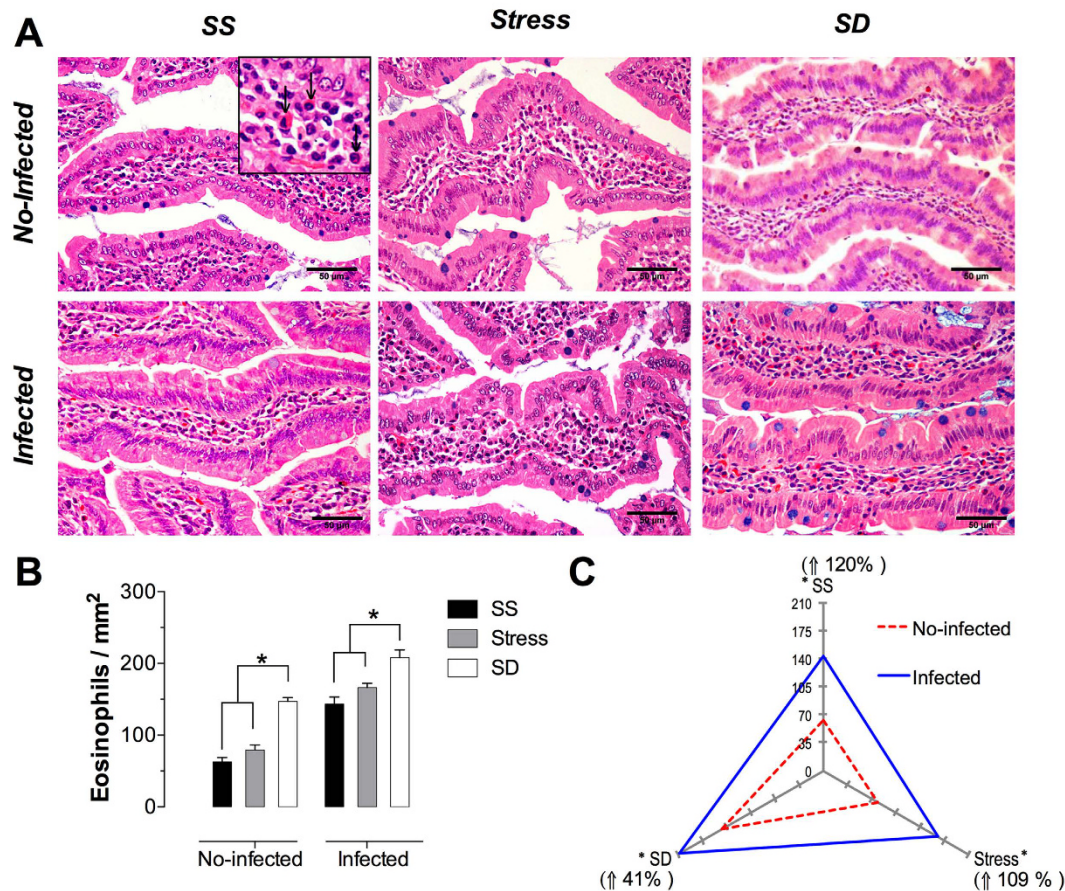 A
SS
Stress
SD
No-Infected
50 µm
50 µm
50 µm
Infected
50 µm
50 µm
50 µm
B
Eosinophils / mm²
300
200
100
0
*
*
No-infected
Infected
SS
Stress
SD
C
(⇑ 120% )
* SS
210
175
140
105
70
35
0
No-infected
Infected
* SD
(⇑ 41%)
Stress*
(⇑ 109 %)